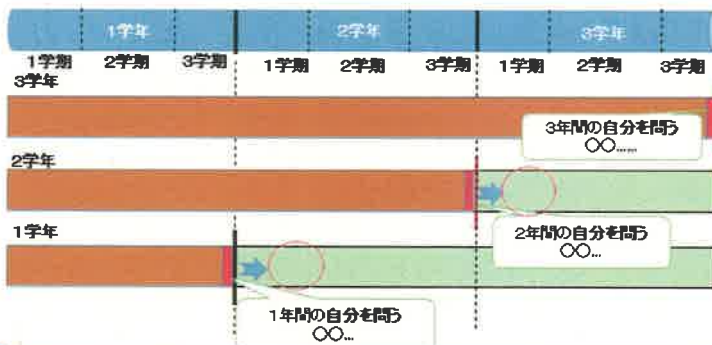 1学年 2学年 3学年
1学期 2学期 3学期 1学期 2学期 3学期 1学期 2学期 3学期
3学年
3年間の自分を問う
〇〇……
2学年
2年間の自分を問う
〇〇…
1学年
1年間の自分を問う
〇〇…